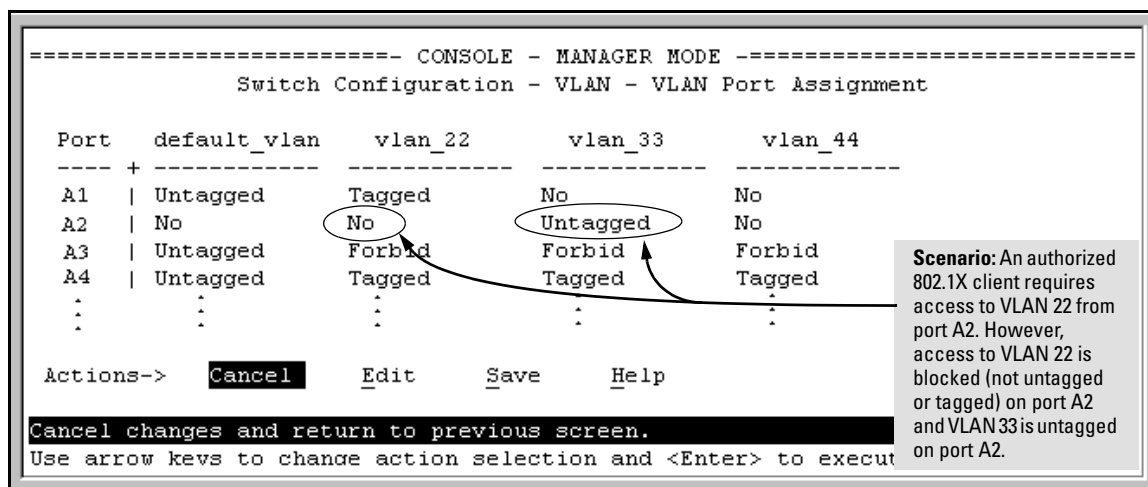 ============================- CONSOLE - MANAGER MODE -============================
Switch Configuration - VLAN - VLAN Port Assignment
Port default_vlan vlan_22 vlan_33 vlan_44
---- + ------------ ------------ ------------ ------------
A1 | Untagged Tagged No No
A2 | No No Untagged No
A3 | Untagged Forbid Forbid Forbid
A4 | Untagged Tagged Tagged Tagged
Actions-> Cancel Edit Save Help
Cancel changes and return to previous screen.
Use arrow keys to change action selection and <Enter> to execut
Scenario: An authorized
802.1X client requires
access to VLAN 22 from
port A2. However,
access to VLAN 22 is
blocked (not untagged
or tagged) on port A2
and VLAN 33 is untagged
on port A2.